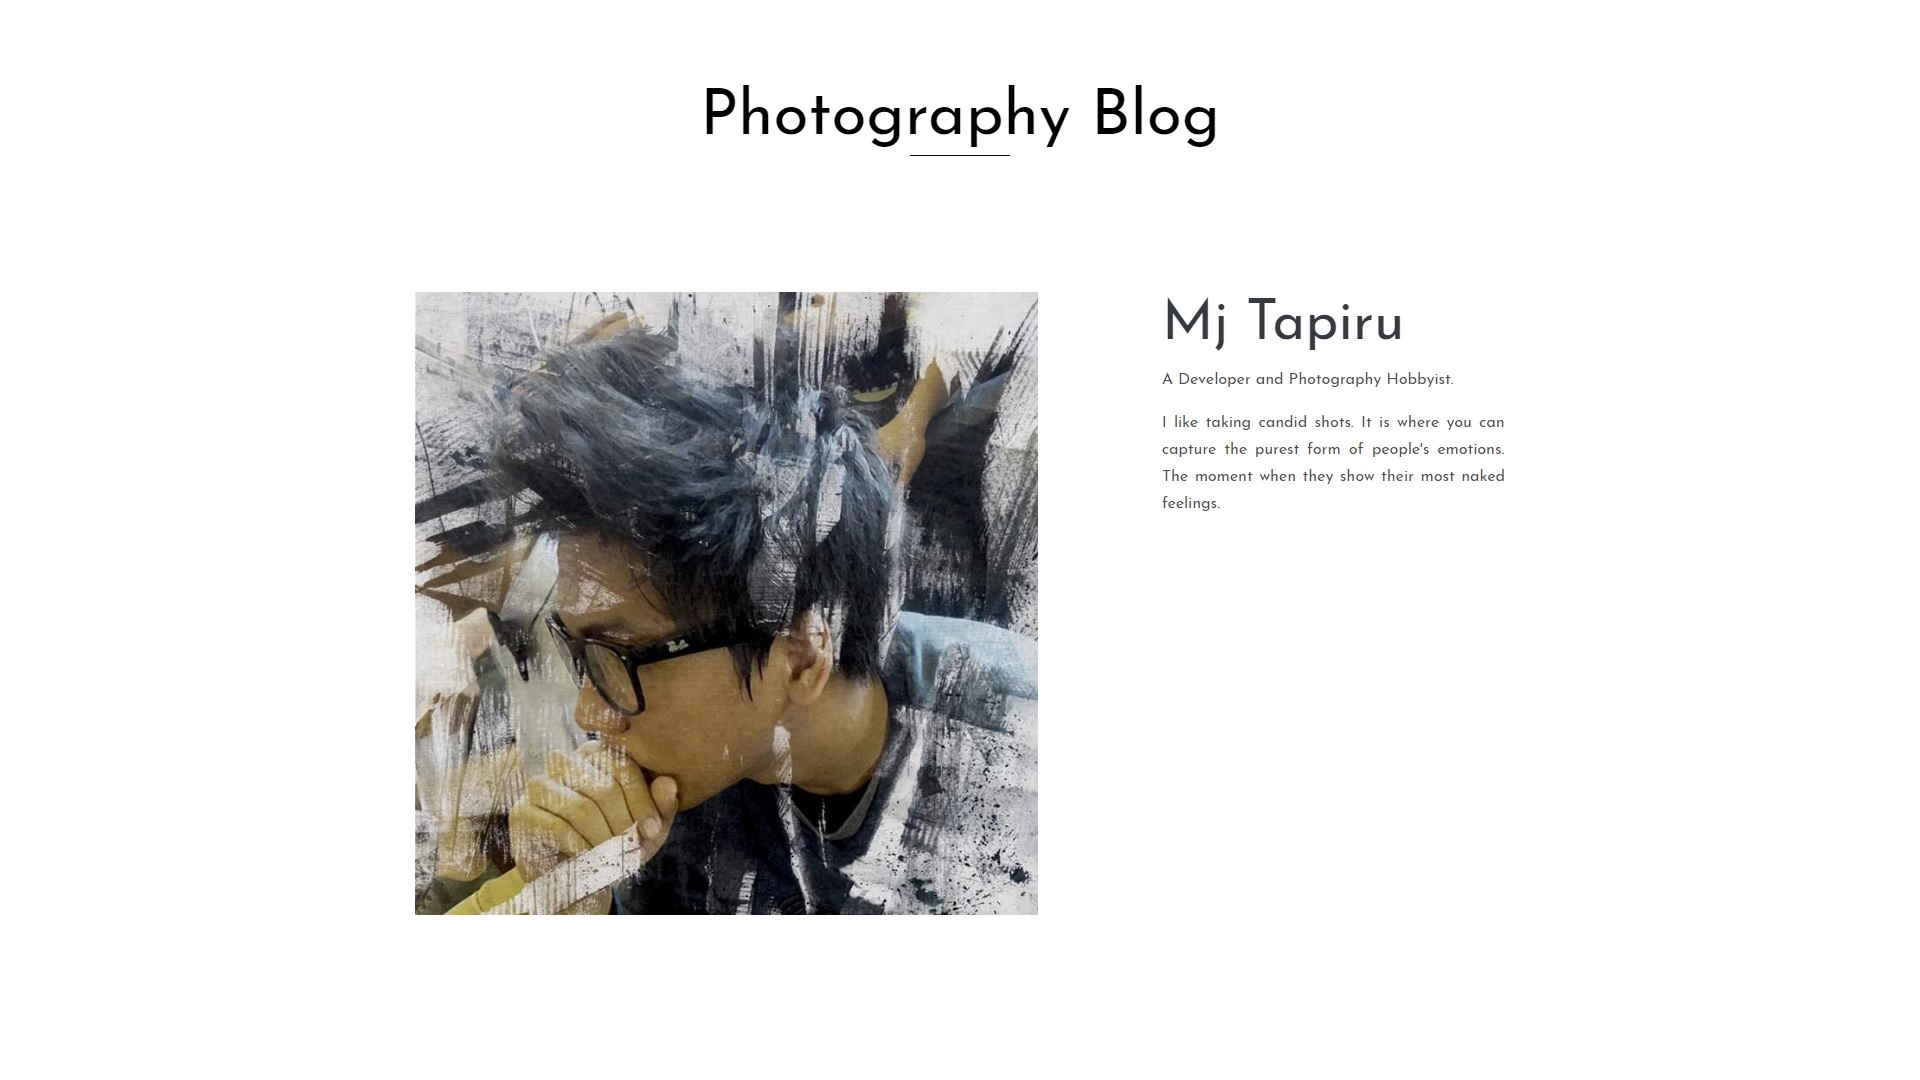 Photography Blog
Mj Tapiru
A Developer and Photography Hobbyist.
I like taking candid shots. It is where you can
capture the purest form of people's emotions.
The moment when they show their most naked
feelings.